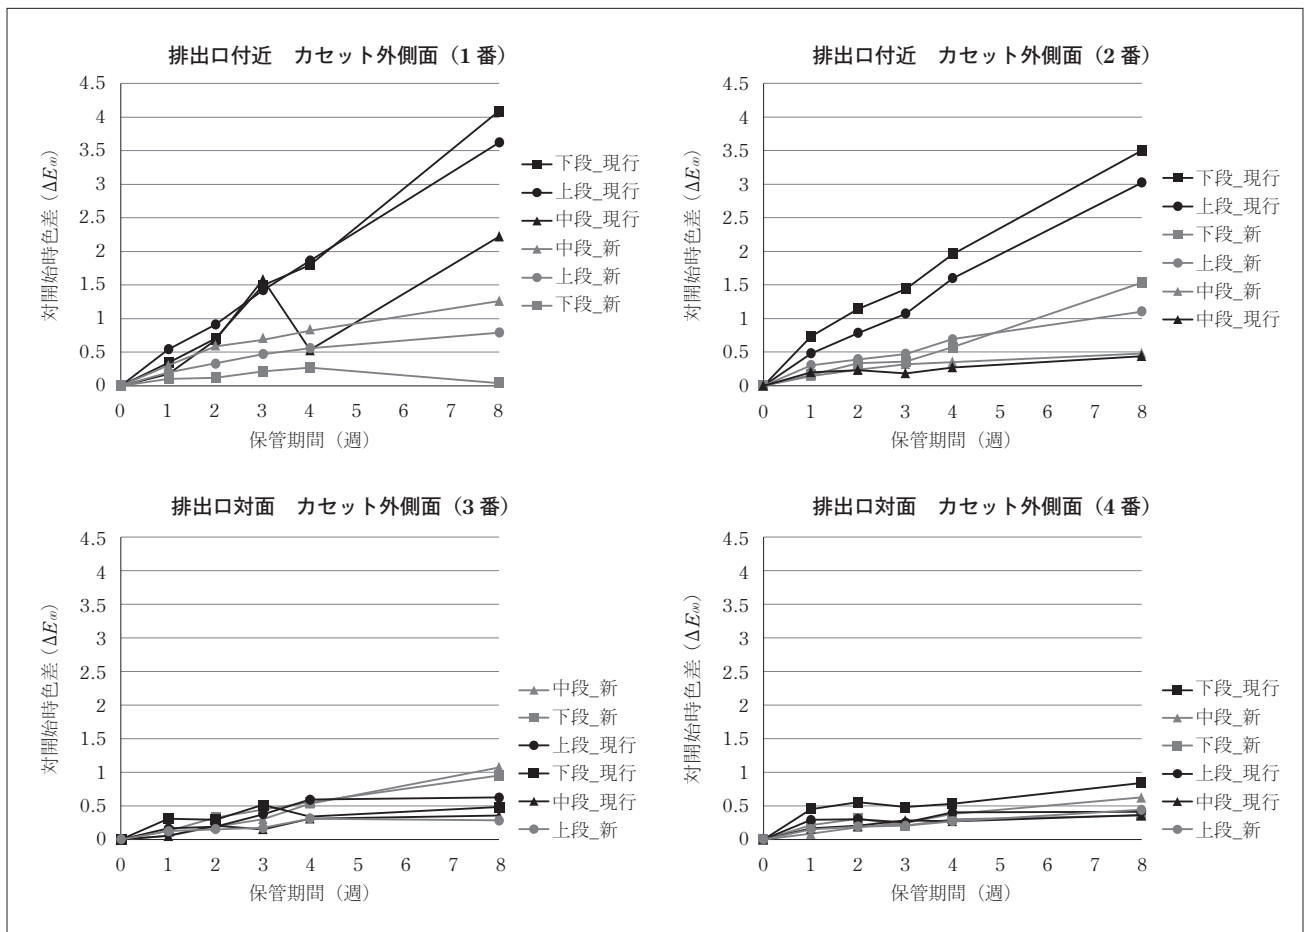 排出口付近　カセット外側面（1 番）
4.5
4
3.5
3
2.5
2
1.5
1
0.5
0
対開始時色差（ΔE₀₀）
0 1 2 3 4 5 6 7 8
保管期間（週）
下段_現行
上段_現行
中段_現行
中段_新
上段_新
下段_新
排出口付近　カセット外側面（2 番）
4.5
4
3.5
3
2.5
2
1.5
1
0.5
0
対開始時色差（ΔE₀₀）
0 1 2 3 4 5 6 7 8
保管期間（週）
下段_現行
上段_現行
下段_新
上段_新
中段_新
中段_現行
排出口対面　カセット外側面（3 番）
4.5
4
3.5
3
2.5
2
1.5
1
0.5
0
対開始時色差（ΔE₀₀）
0 1 2 3 4 5 6 7 8
保管期間（週）
中段_新
下段_新
上段_現行
下段_現行
中段_現行
上段_新
排出口対面　カセット外側面（4 番）
4.5
4
3.5
3
2.5
2
1.5
1
0.5
0
対開始時色差（ΔE₀₀）
0 1 2 3 4 5 6 7 8
保管期間（週）
下段_現行
中段_新
下段_新
上段_現行
中段_現行
上段_新